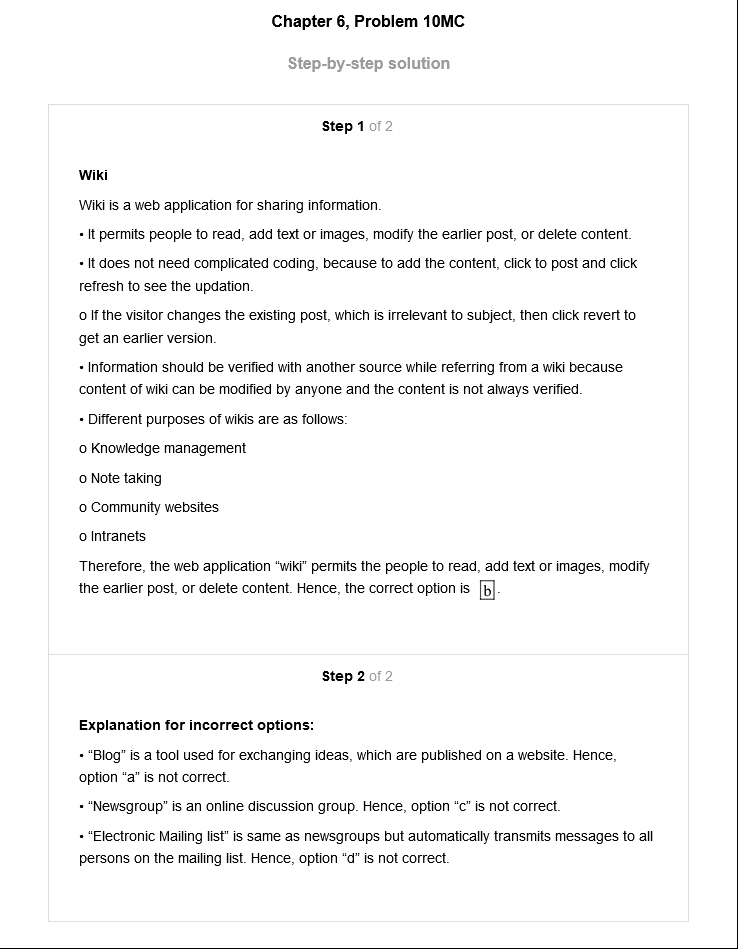 Chapter 6, Problem 10MC
Step-by-step solution
Step 1 of 2
Wiki
Wiki is a web application for sharing information.
• It permits people to read, add text or images, modify the earlier post, or delete content.
• It does not need complicated coding, because to add the content, click to post and click
refresh to see the updation.
o If the visitor changes the existing post, which is irrelevant to subject, then click revert to
get an earlier version.
• Information should be verified with another source while referring from a wiki because
content of wiki can be modified by anyone and the content is not always verified.
• Different purposes of wikis are as follows:
o Knowledge management
o Note taking
o Community websites
o Intranets
Therefore, the web application “wiki” permits the people to read, add text or images, modify
the earlier post, or delete content. Hence, the correct option is b.
Step 2 of 2
Explanation for incorrect options:
• “Blog” is a tool used for exchanging ideas, which are published on a website. Hence,
option “a” is not correct.
• “Newsgroup” is an online discussion group. Hence, option “c” is not correct.
• “Electronic Mailing list” is same as newsgroups but automatically transmits messages to all
persons on the mailing list. Hence, option “d” is not correct.